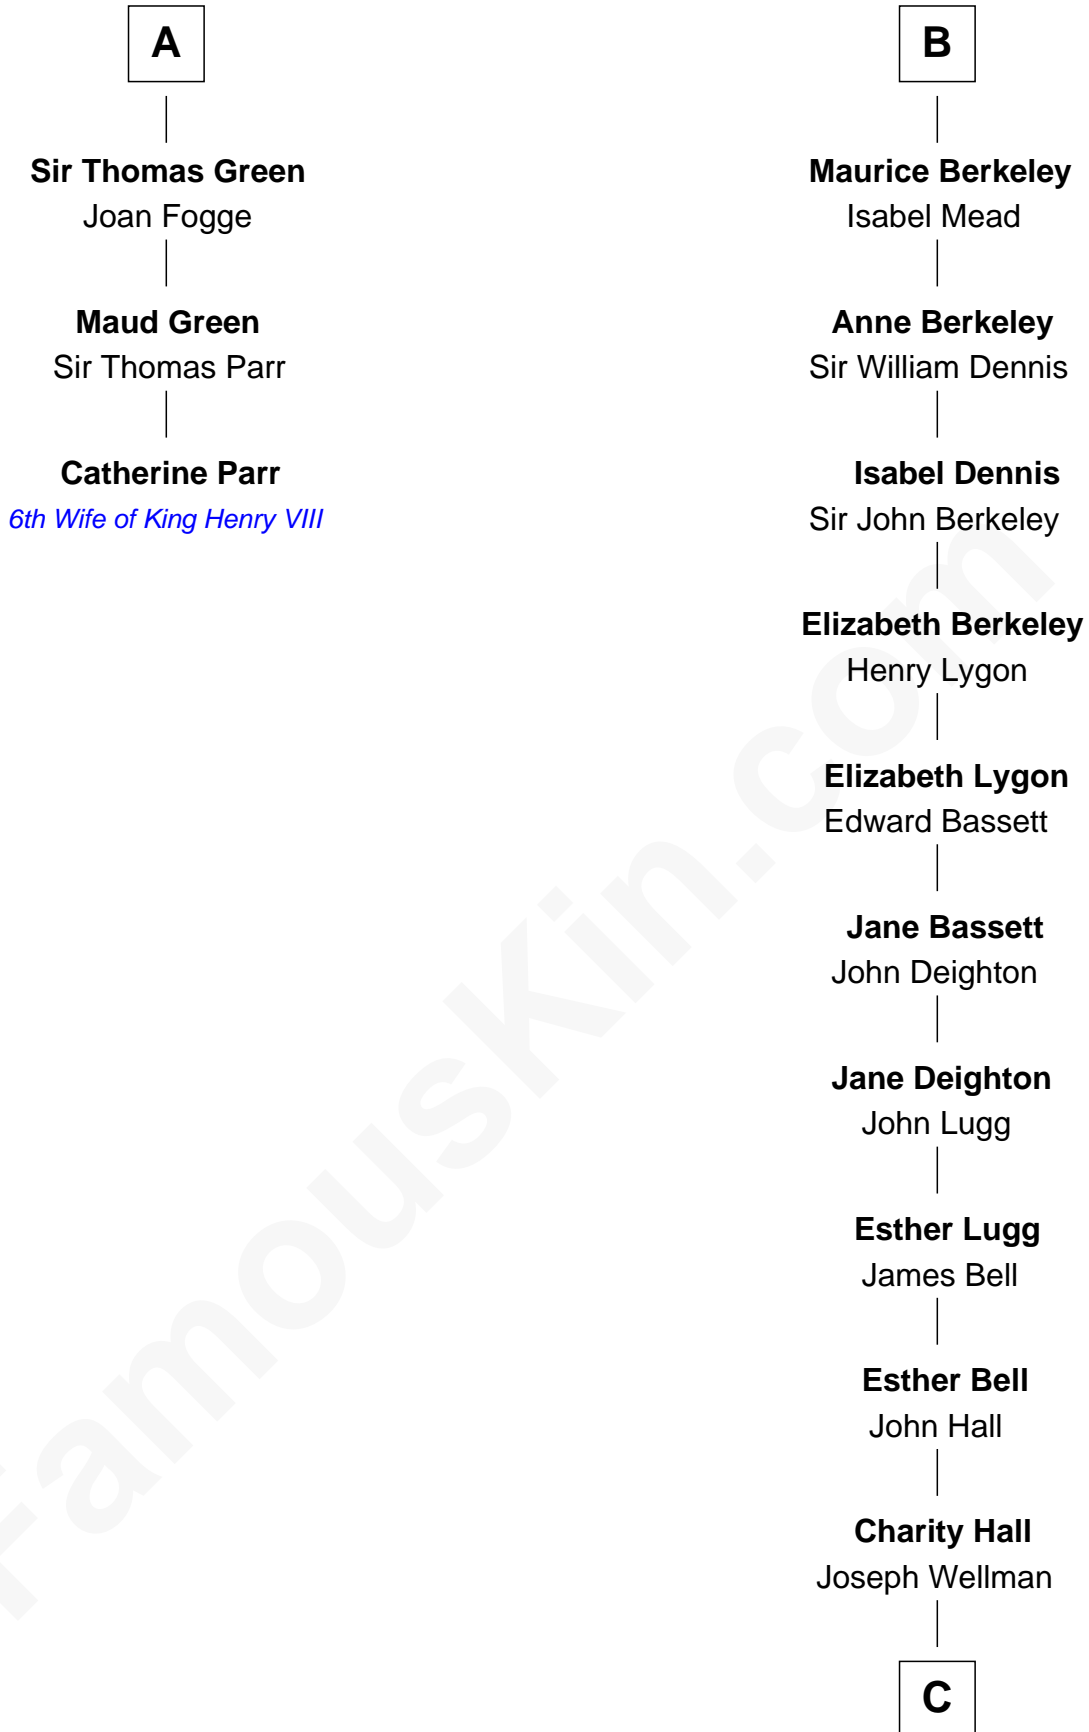 A
Sir Thomas Green
Joan Fogge
Maud Green
Sir Thomas Parr
Catherine Parr
6th Wife of King Henry VIII
B
Maurice Berkeley
Isabel Mead
Anne Berkeley
Sir William Dennis
Isabel Dennis
Sir John Berkeley
Elizabeth Berkeley
Henry Lygon
Elizabeth Lygon
Edward Bassett
Jane Bassett
John Deighton
Jane Deighton
John Lugg
Esther Lugg
James Bell
Esther Bell
John Hall
Charity Hall
Joseph Wellman
C
FamousKin.com